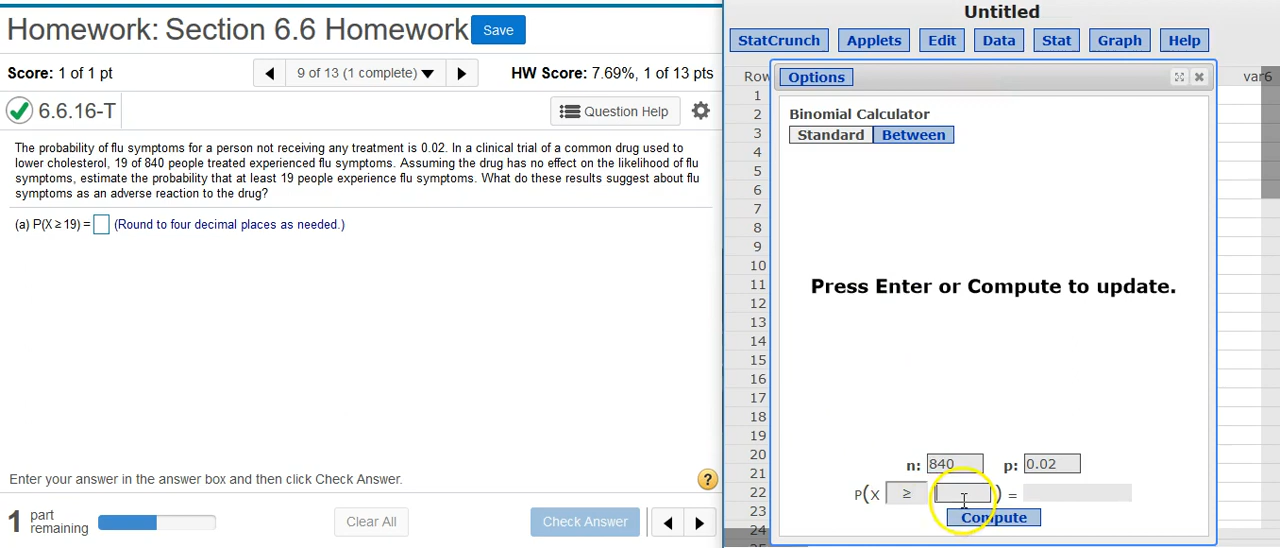 Homework: Section 6.6 Homework Save
Score: 1 of 1 pt 9 of 13 (1 complete) HW Score: 7.69%, 1 of 13 pts
6.6.16-T Question Help
The probability of flu symptoms for a person not receiving any treatment is 0.02. In a clinical trial of a common drug used to
lower cholesterol, 19 of 840 people treated experienced flu symptoms. Assuming the drug has no effect on the likelihood of flu
symptoms, estimate the probability that at least 19 people experience flu symptoms. What do these results suggest about flu
symptoms as an adverse reaction to the drug?
(a) P(X ≥ 19) = (Round to four decimal places as needed.)
Enter your answer in the answer box and then click Check Answer.
?
1 part
remaining
Clear All
Check Answer
Untitled
StatCrunch Applets Edit Data Stat Graph Help
Row var6
Options
1
2
3
4
5
6
7
8
9
10
11
12
13
14
15
16
17
18
19
20
21
22
23
24
Binomial Calculator
Standard Between
Press Enter or Compute to update.
n: 840 p: 0.02
P(X ≥ ) =
Compute